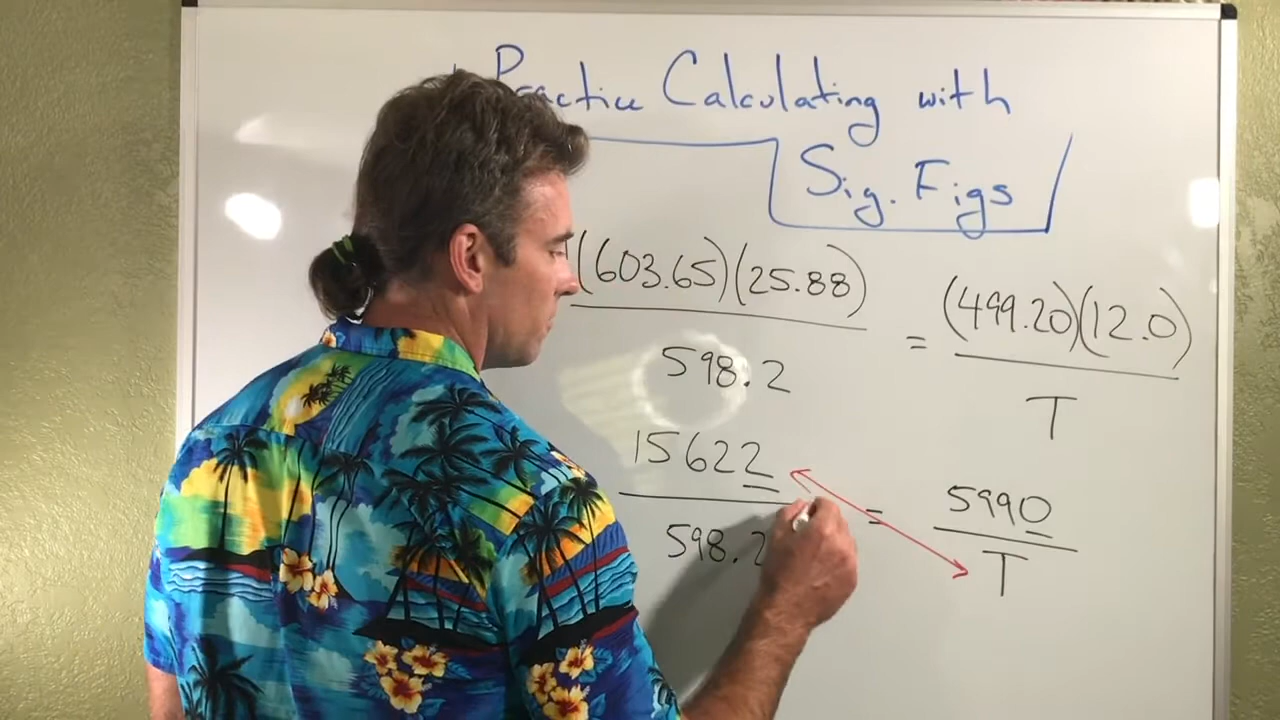 Practice Calculating with
Sig. Figs
(603.65)(25.88)
598.2
= (499.20)(12.0)
T
15622
598.2
= 5990
T